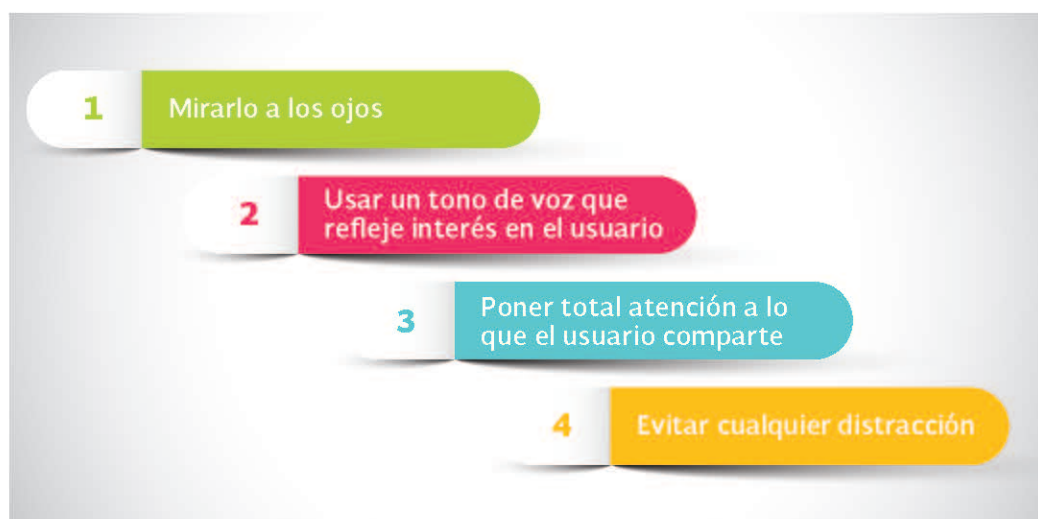 1
Mirarlo a los ojos
2
Usar un tono de voz que
refleje interés en el usuario
3
Poner total atención a lo
que el usuario comparte
4
Evitar cualquier distracción